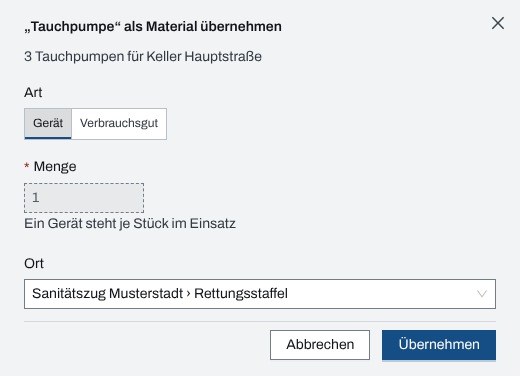 „Tauchpumpe“ als Material übernehmen
3 Tauchpumpen für Keller Hauptstraße
Art
Gerät Verbrauchsgut
* Menge
1
Ein Gerät steht je Stück im Einsatz
Ort
Sanitätszug Musterstadt › Rettungsstaffel
Abbrechen Übernehmen